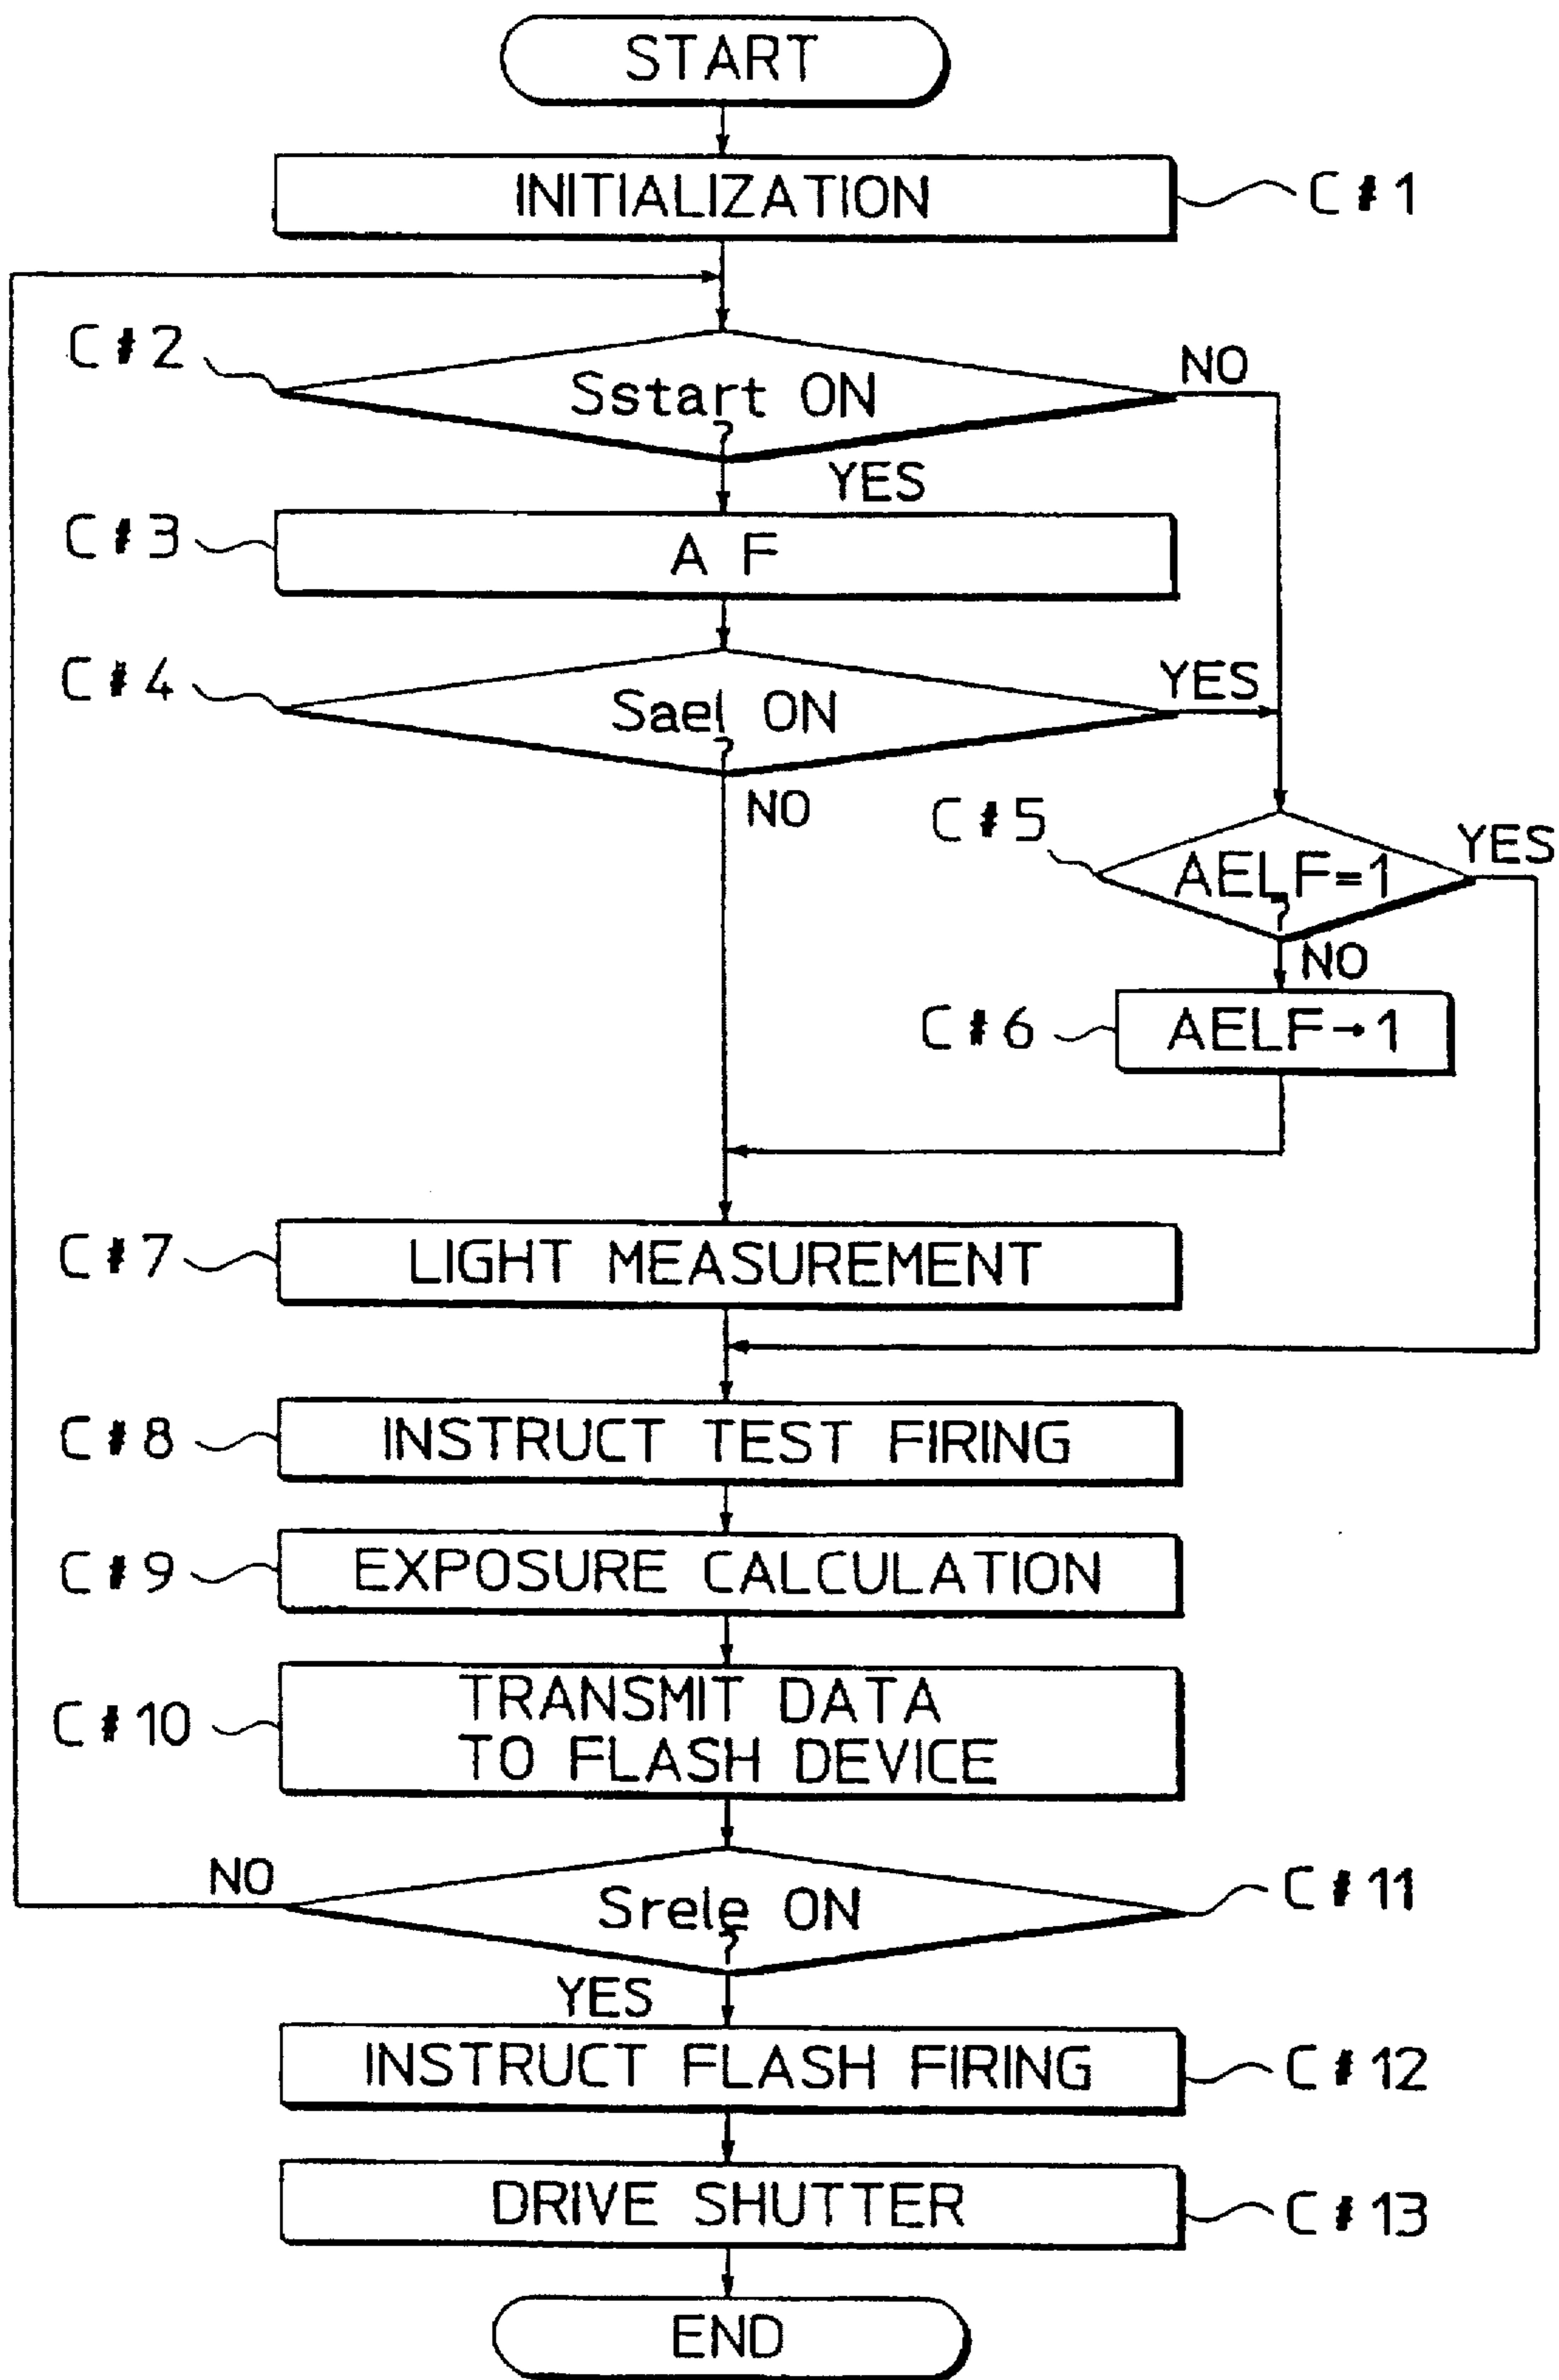 START
INITIALIZATION
C#1
C#2
Sstart ON
?
NO
YES
C#3
A F
C#4
Sael ON
?
YES
NO
C#5
AELF=1
?
YES
NO
C#6
AELF→1
C#7
LIGHT MEASUREMENT
C#8
INSTRUCT TEST FIRING
C#9
EXPOSURE CALCULATION
C#10
TRANSMIT DATA
TO FLASH DEVICE
NO
Srele ON
?
C#11
YES
INSTRUCT FLASH FIRING
C#12
DRIVE SHUTTER
C#13
END